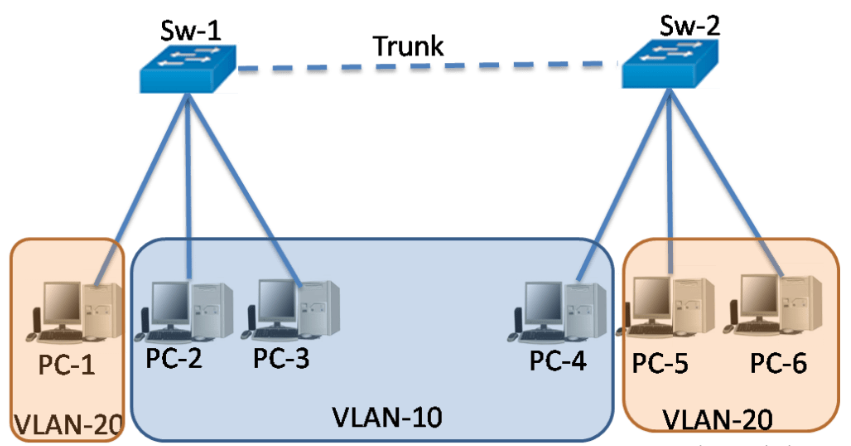 Sw-1
Trunk
Sw-2
PC-1
PC-2
PC-3
PC-4
PC-5
PC-6
VLAN-20
VLAN-10
VLAN-20